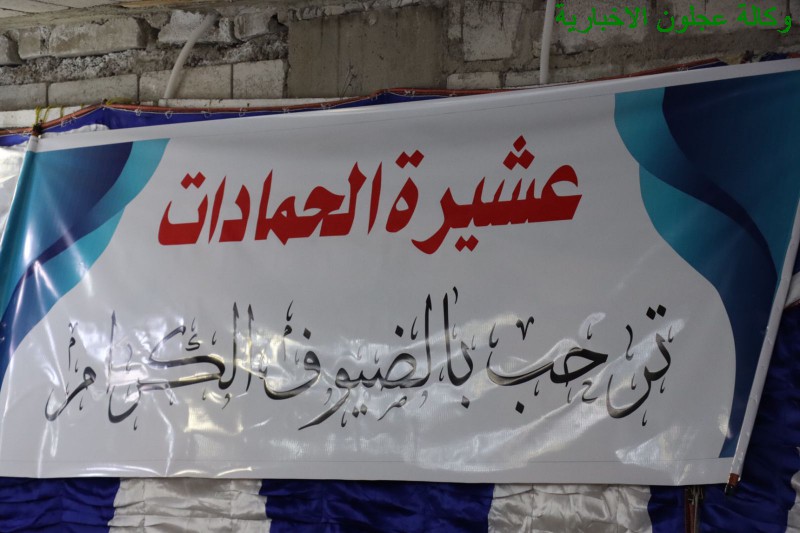 وكالة عجلون الاخبارية
عشيرة الحمادات
ترحب بالضيوف الكرام